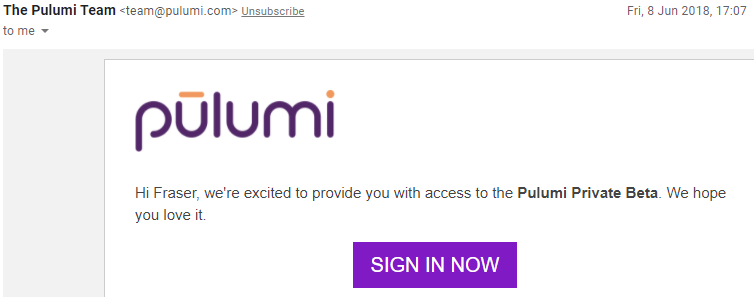 The Pulumi Team <team@pulumi.com> Unsubscribe
Fri, 8 Jun 2018, 17:07
to me
pūlumi
Hi Fraser, we're excited to provide you with access to the Pulumi Private Beta. We hope
you love it.
SIGN IN NOW